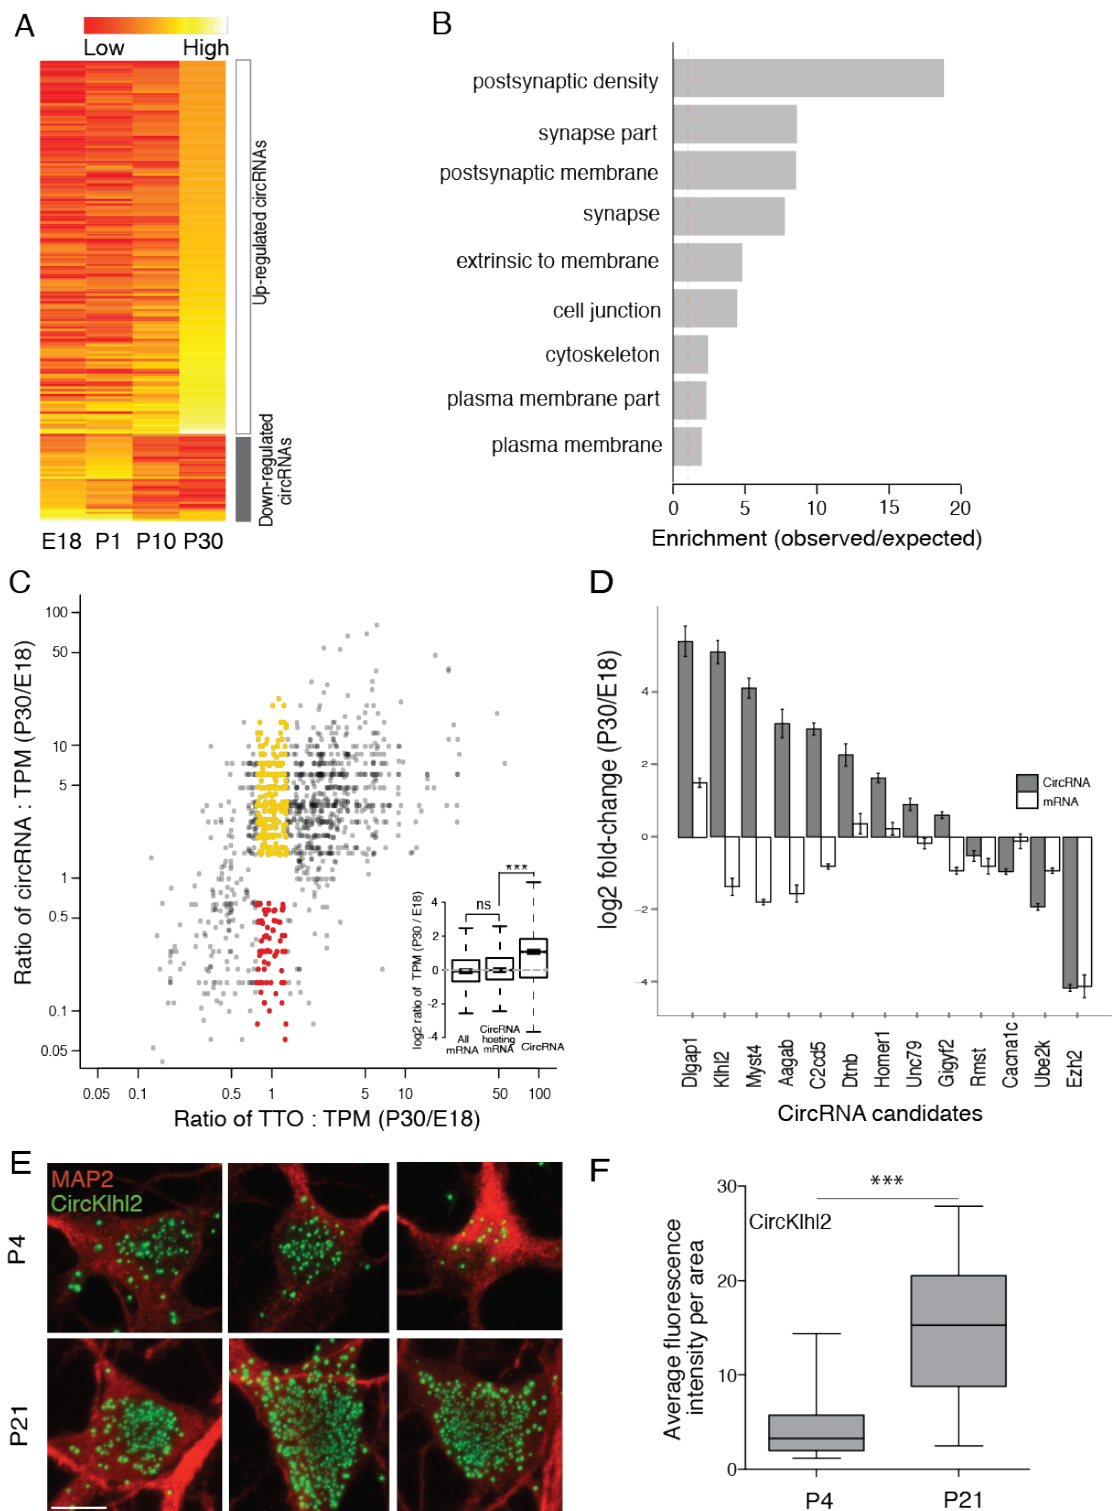 A
Low High
Up-regulated circRNAs
Down-regulated
circRNAs
E18 P1 P10 P30
B
postsynaptic density
synapse part
postsynaptic membrane
synapse
extrinsic to membrane
cell junction
cytoskeleton
plasma membrane part
plasma membrane
0 5 10 15 20
Enrichment (observed/expected)
C
Ratio of circRNA : TPM (P30/E18)
100
50
10
5
1
0.5
0.1
0.05
0.05 0.1 0.5 1 5 10 50 100
Ratio of TTO : TPM (P30/E18)
log2 ratio of TPM (P30 / E18)
4
2
0
-2
-4
ns
***
All
mRNA
CircRNA
hosting
mRNA
CircRNA
D
log2 fold-change (P30/E18)
4
2
0
-2
-4
CircRNA
mRNA
Dlgap1
Klhl2
Myst4
Aagab
C2cd5
Dtnb
Homer1
Unc79
Gigyf2
Rmst
Cacna1c
Ube2k
Ezh2
CircRNA candidates
E
MAP2
CircKlhl2
P4
P21
F
***
CircKlhl2
Average fluorescence
intensity per area
30
20
10
0
P4 P21